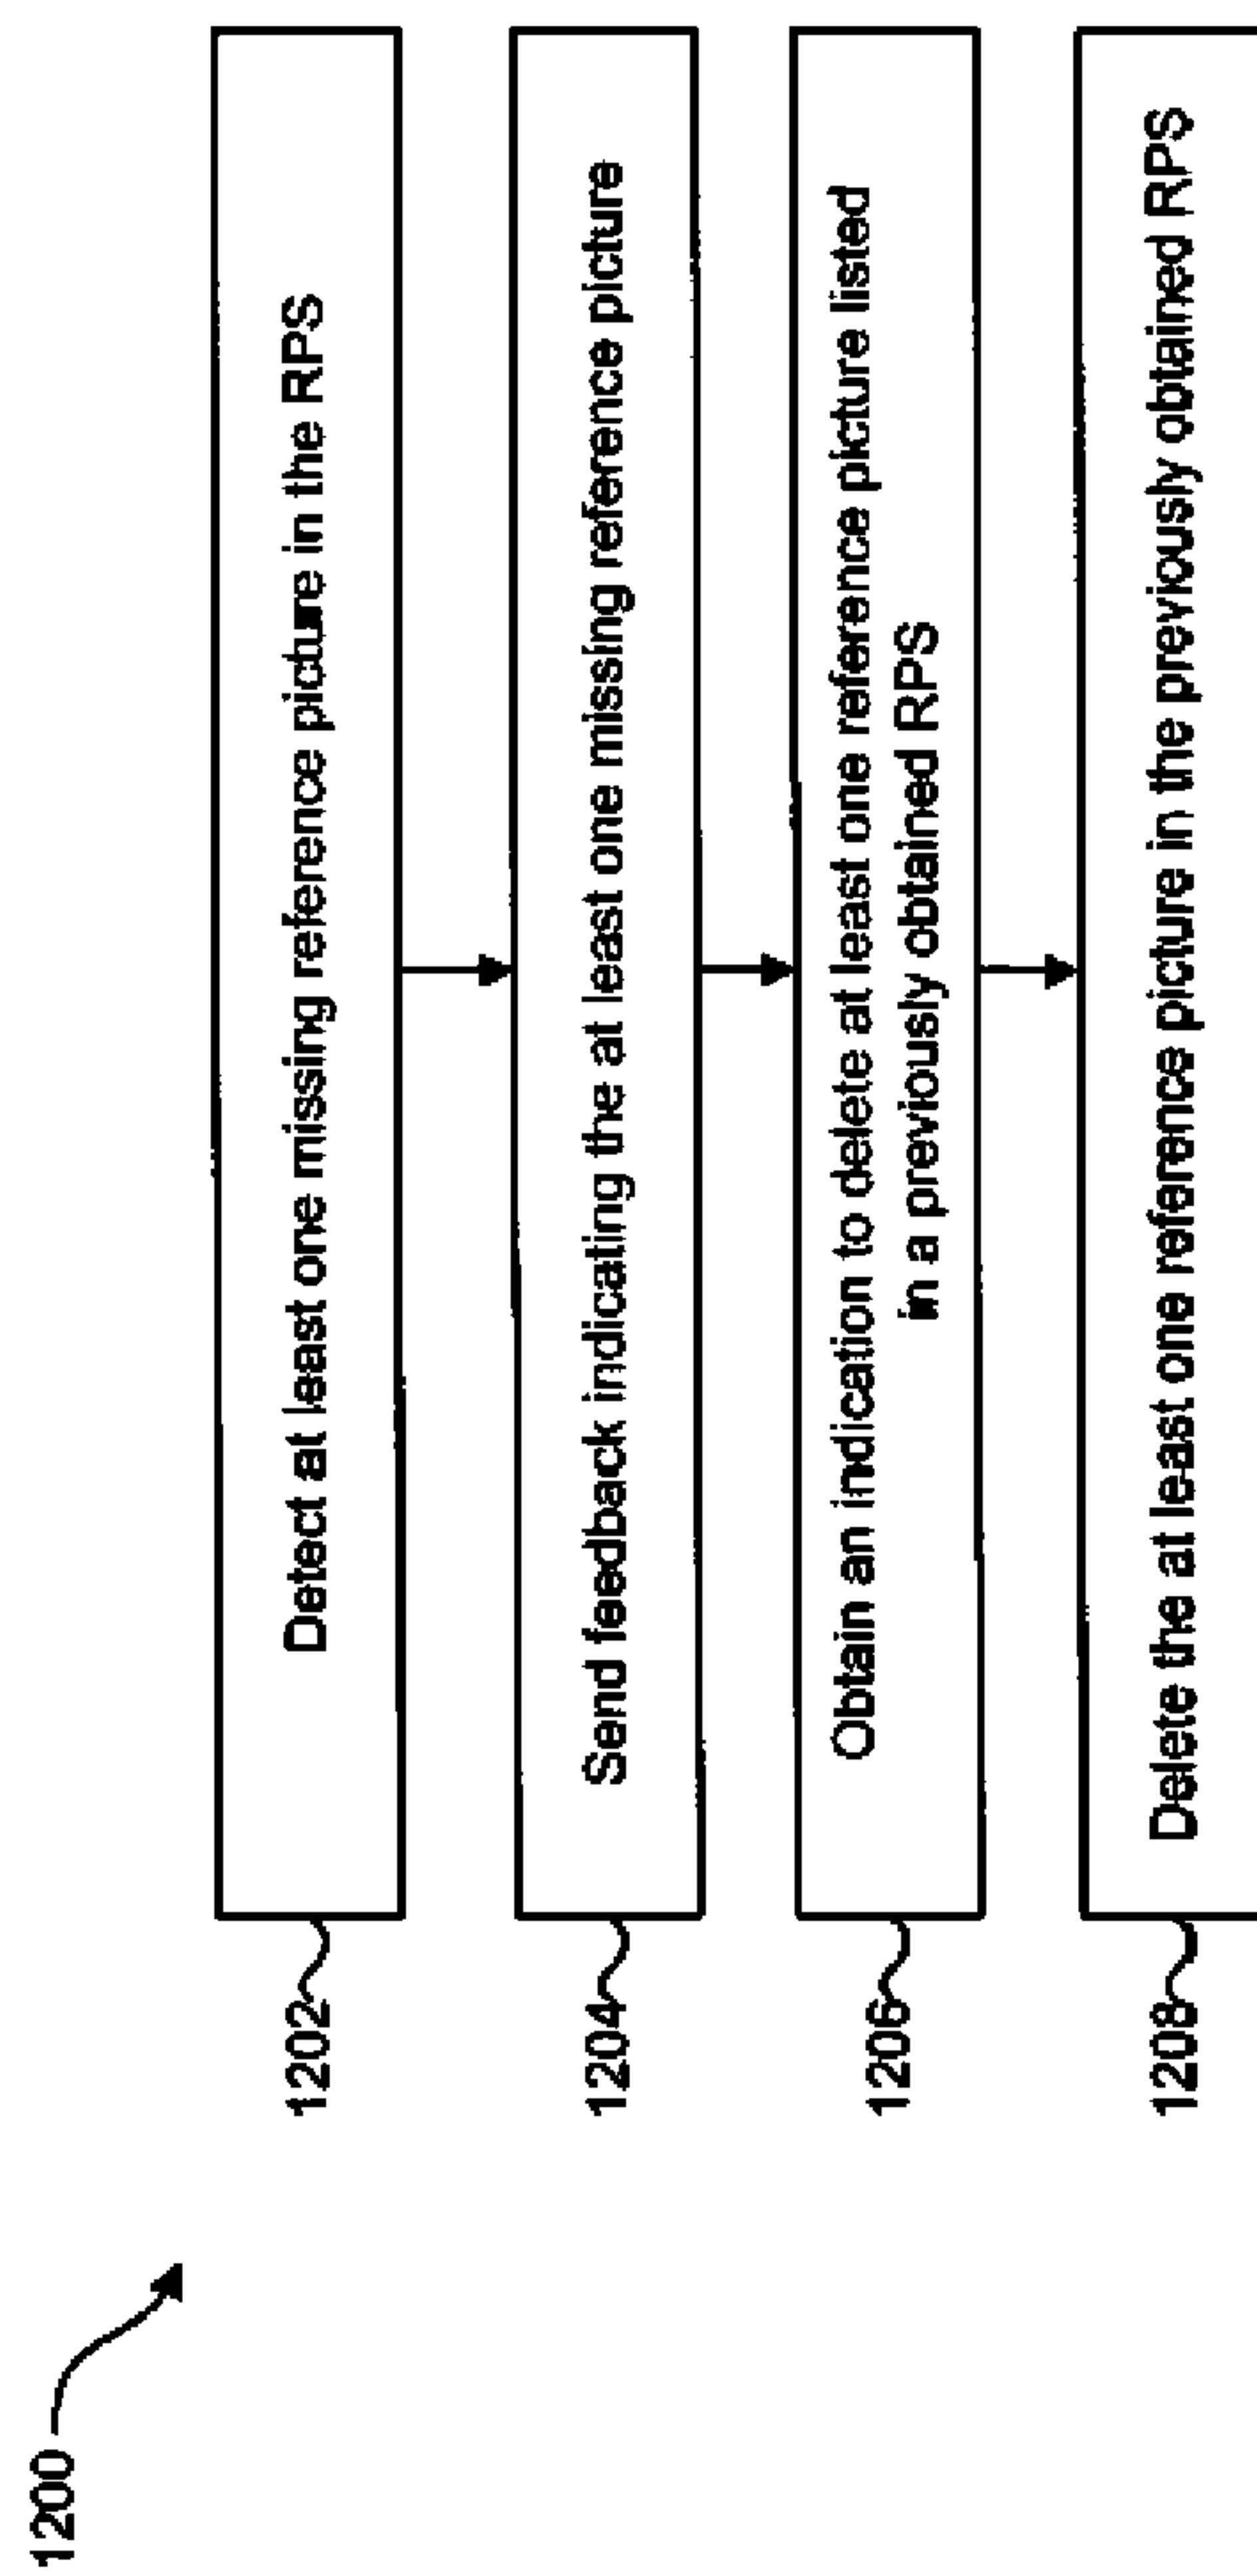 1200
1202
Detect at least one missing reference picture in the RPS
1204
Send feedback indicating the at least one missing reference picture
1206
Obtain an indication to delete at least one reference picture listed
in a previously obtained RPS
1208
Delete the at least one reference picture in the previously obtained RPS